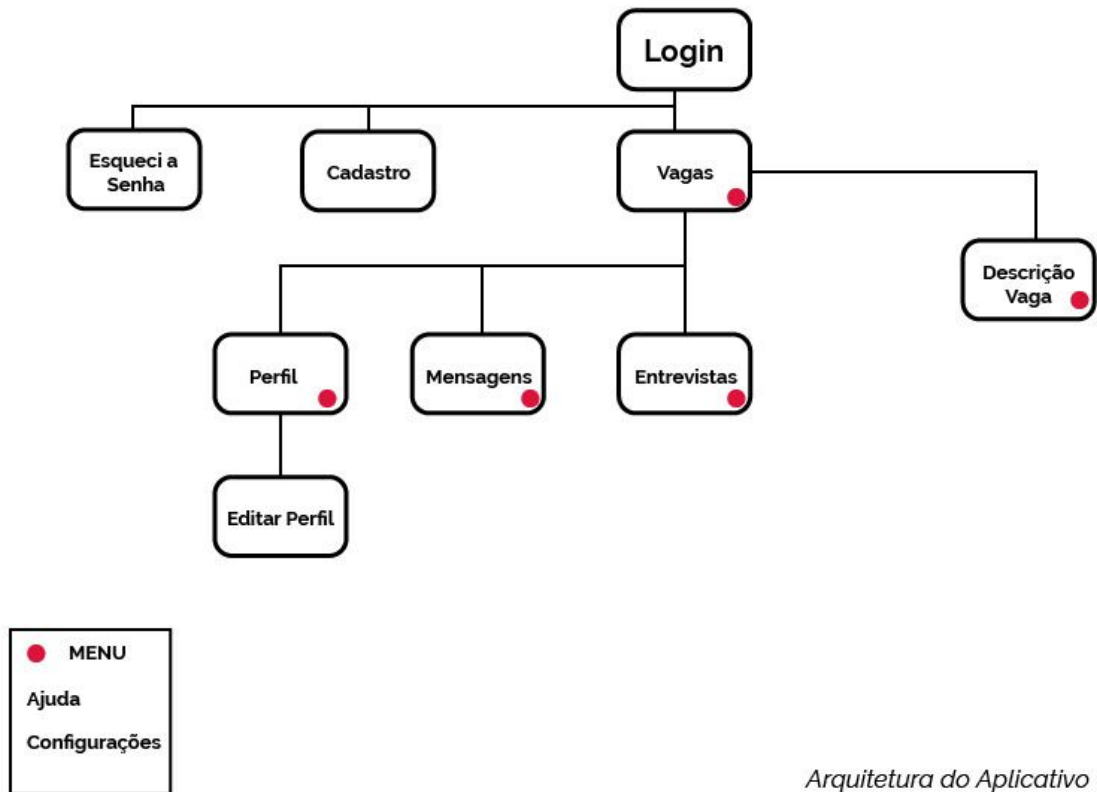 Login
Esqueci a
Senha
Cadastro
Vagas
Descrição
Vaga
Perfil
Mensagens
Entrevistas
Editar Perfil
MENU
Ajuda
Configurações
Arquitetura do Aplicativo